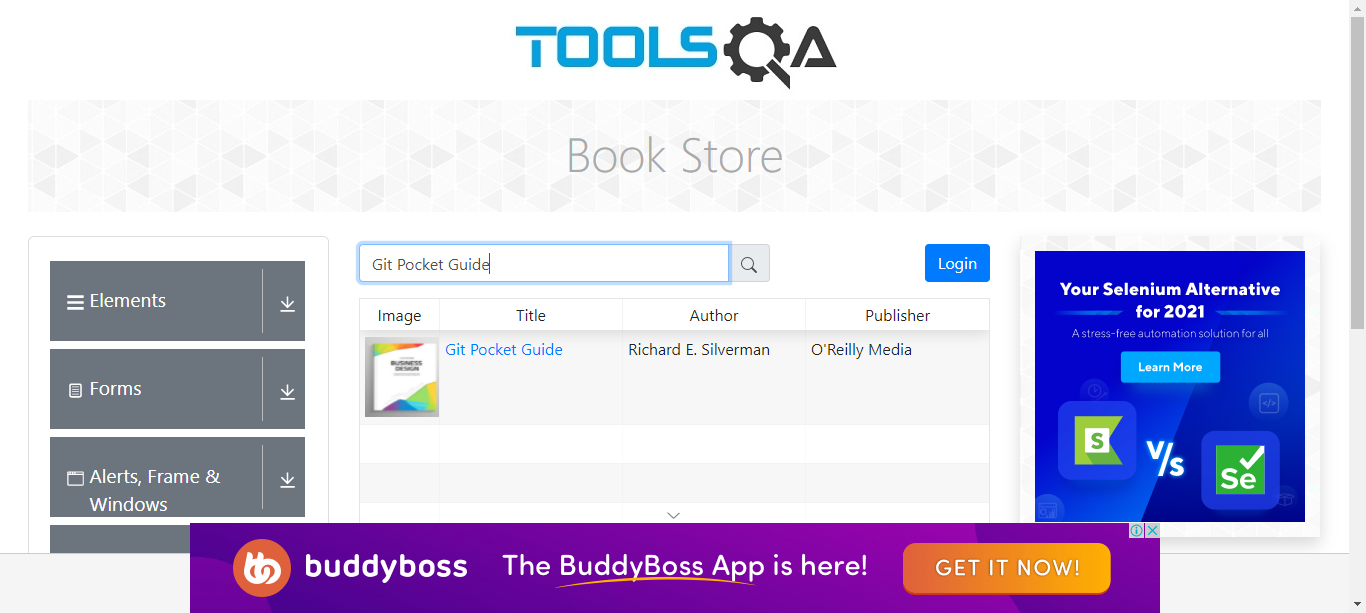 TOOLSQA
Book Store
Elements
Forms
Alerts, Frame &
Windows
Git Pocket Guide
Login
Image Title Author Publisher
BUSINESS
DESIGN
Git Pocket Guide Richard E. Silverman O'Reilly Media
Your Selenium Alternative
for 2021
A stress-free automation solution for all
Learn More
S
V/s
Se
buddyboss
The BuddyBoss App is here!
GET IT NOW!